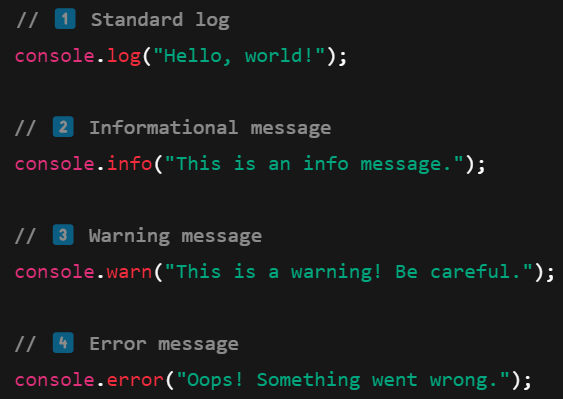 // 1️⃣ Standard log
console.log("Hello, world!");
// 2️⃣ Informational message
console.info("This is an info message.");
// 3️⃣ Warning message
console.warn("This is a warning! Be careful.");
// 4️⃣ Error message
console.error("Oops! Something went wrong.");